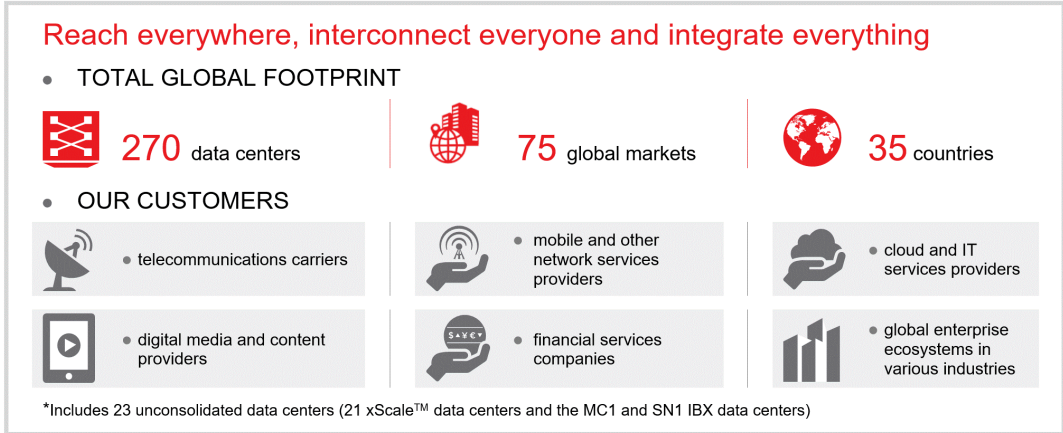 Reach everywhere, interconnect everyone and integrate everything
• TOTAL GLOBAL FOOTPRINT
270 data centers
75 global markets
35 countries
• OUR CUSTOMERS
• telecommunications carriers
• mobile and other
network services
providers
• cloud and IT
services providers
• digital media and content
providers
$▲¥€▼
• financial services
companies
• global enterprise
ecosystems in
various industries
*Includes 23 unconsolidated data centers (21 xScale™ data centers and the MC1 and SN1 IBX data centers)